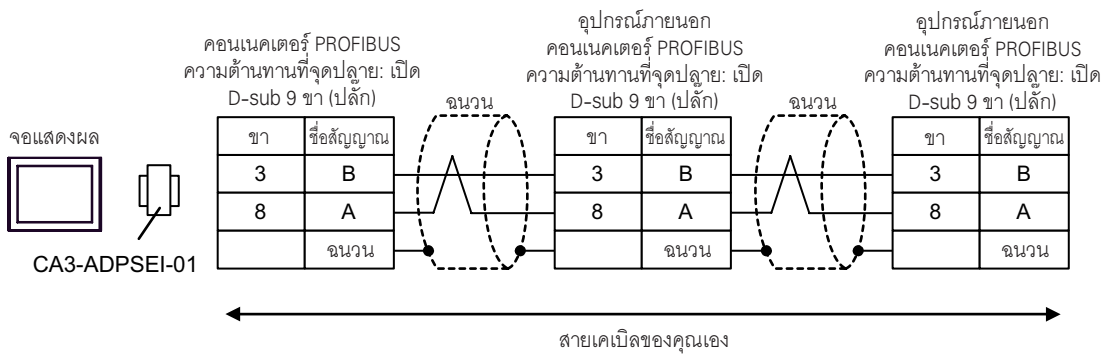 จอแสดงผล
CA3-ADPSEI-01
คอนเนคเตอร์ PROFIBUS
ความต้านทานที่จุดปลาย: เปิด
D-sub 9 ขา (ปลั๊ก)
ขา ชื่อสัญญาณ
3 B
8 A
ฉนวน
ฉนวน
อุปกรณ์ภายนอก
คอนเนคเตอร์ PROFIBUS
ความต้านทานที่จุดปลาย: เปิด
D-sub 9 ขา (ปลั๊ก)
ขา ชื่อสัญญาณ
3 B
8 A
ฉนวน
ฉนวน
อุปกรณ์ภายนอก
คอนเนคเตอร์ PROFIBUS
ความต้านทานที่จุดปลาย: เปิด
D-sub 9 ขา (ปลั๊ก)
ขา ชื่อสัญญาณ
3 B
8 A
ฉนวน
สายเคเบิลของคุณเอง